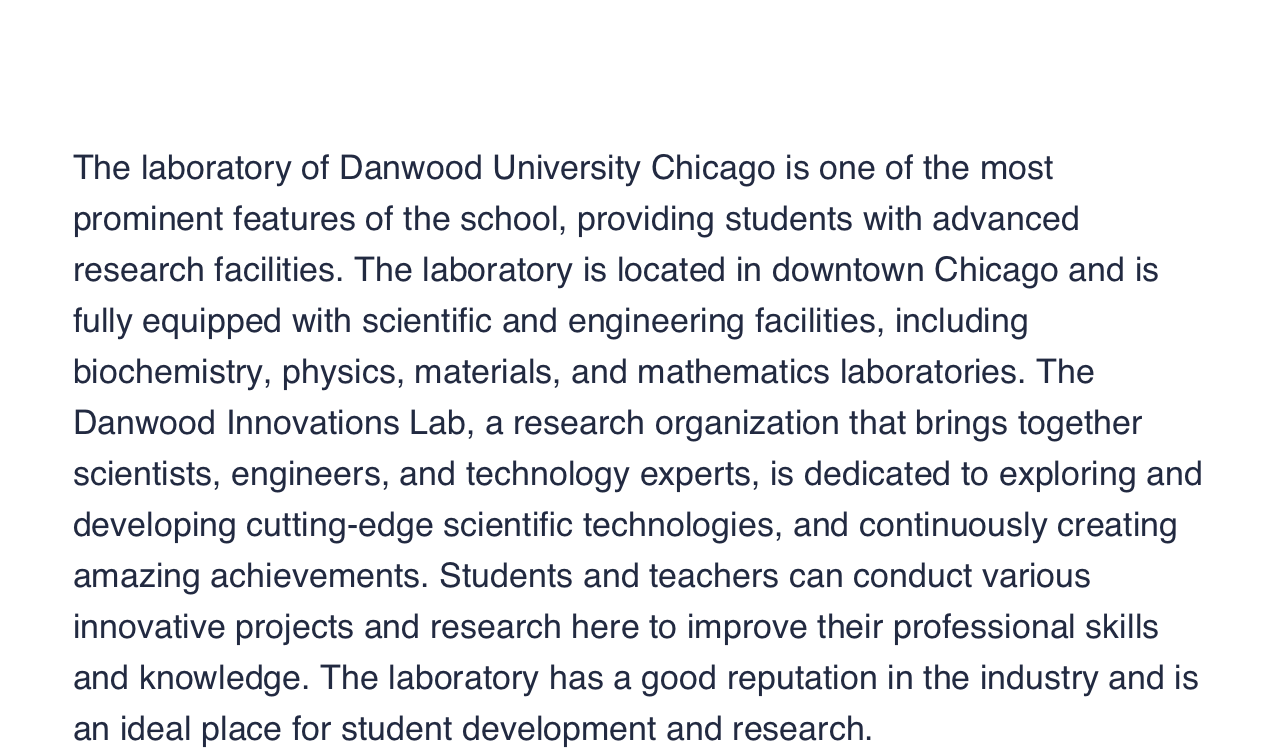 The laboratory of Danwood University Chicago is one of the most
prominent features of the school, providing students with advanced
research facilities. The laboratory is located in downtown Chicago and is
fully equipped with scientific and engineering facilities, including
biochemistry, physics, materials, and mathematics laboratories. The
Danwood Innovations Lab, a research organization that brings together
scientists, engineers, and technology experts, is dedicated to exploring and
developing cutting-edge scientific technologies, and continuously creating
amazing achievements. Students and teachers can conduct various
innovative projects and research here to improve their professional skills
and knowledge. The laboratory has a good reputation in the industry and is
an ideal place for student development and research.